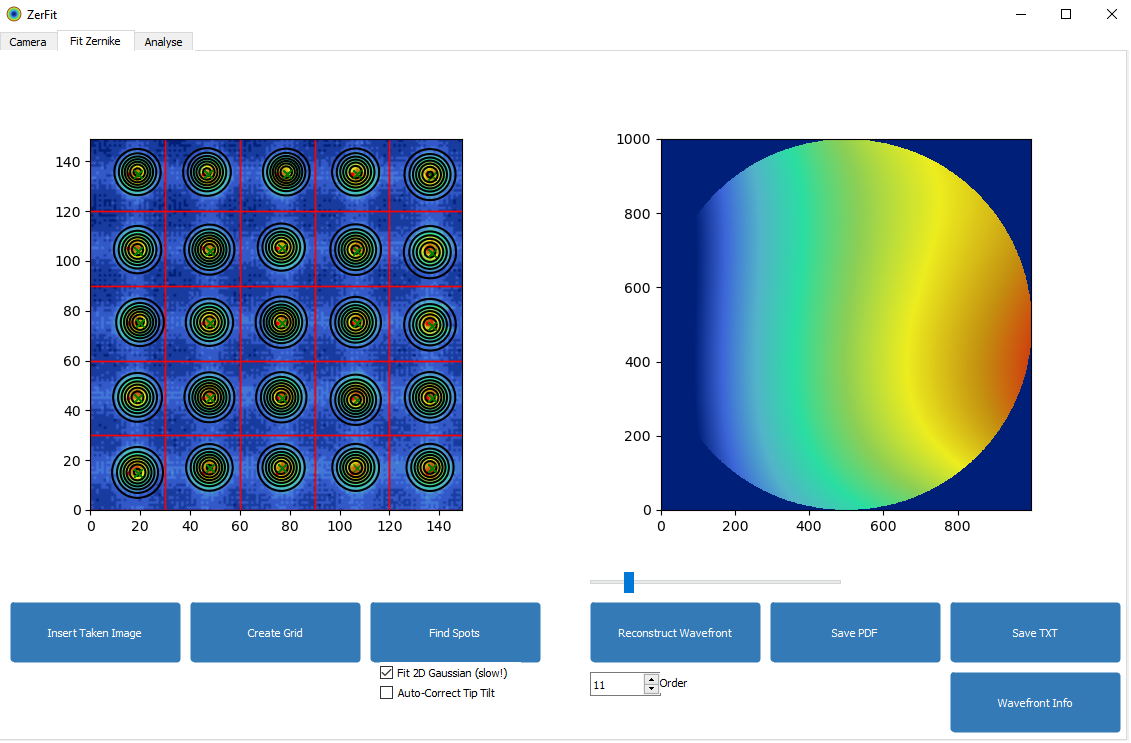 ZerFit
Camera Fit Zernike Analyse
140
120
100
80
60
40
20
0
0 20 40 60 80 100 120 140
1000
800
600
400
200
0
0 200 400 600 800
Insert Taken Image
Create Grid
Find Spots
Reconstruct Wavefront
Save PDF
Save TXT
Fit 2D Gaussian (slow!)
Auto-Correct Tip Tilt
11 Order
Wavefront Info